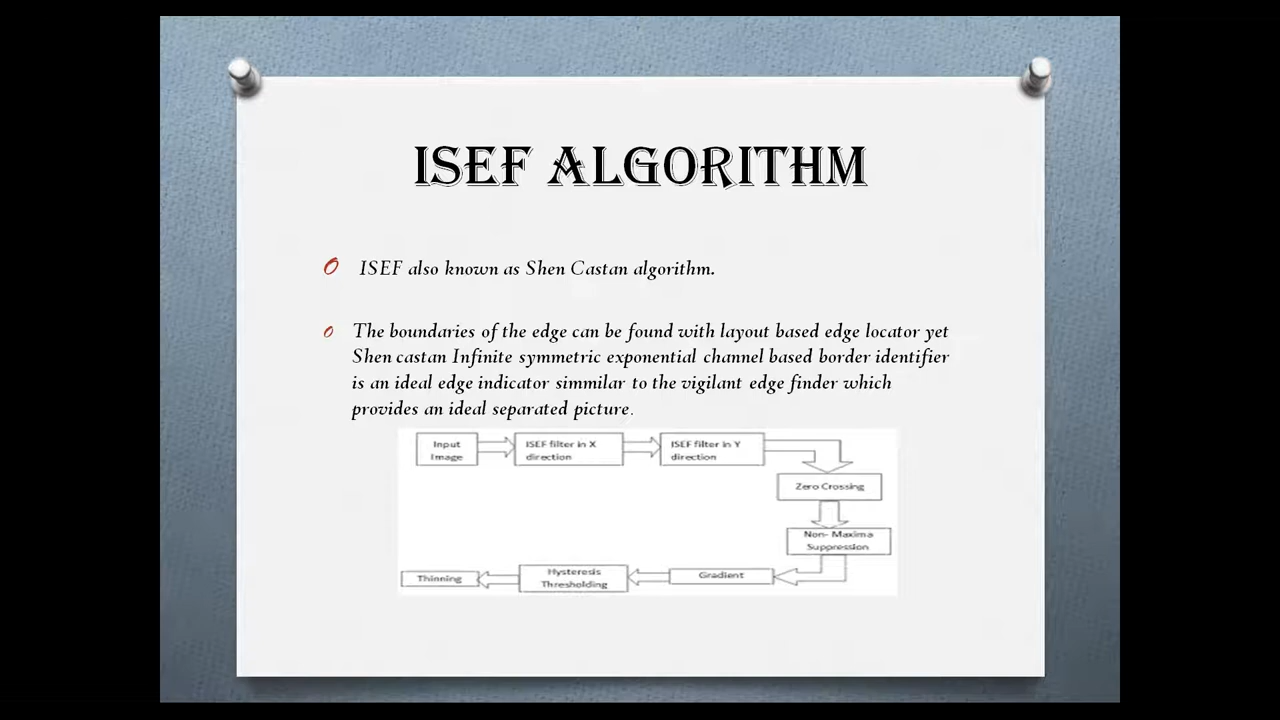 ISEF ALGORITHM
ISEF also known as Shen Castan algorithm.
The boundaries of the edge can be found with layout based edge locator yet
Shen castan Infinite symmetric exponential channel based border identifier
is an ideal edge indicator simmilar to the vigilant edge finder which
provides an ideal separated picture.
Input
Image
ISEF filter in X
direction
ISEF filter in Y
direction
Zero Crossing
Non- Maxima
Suppression
Gradient
Hysterosis
Thresholding
Thinning